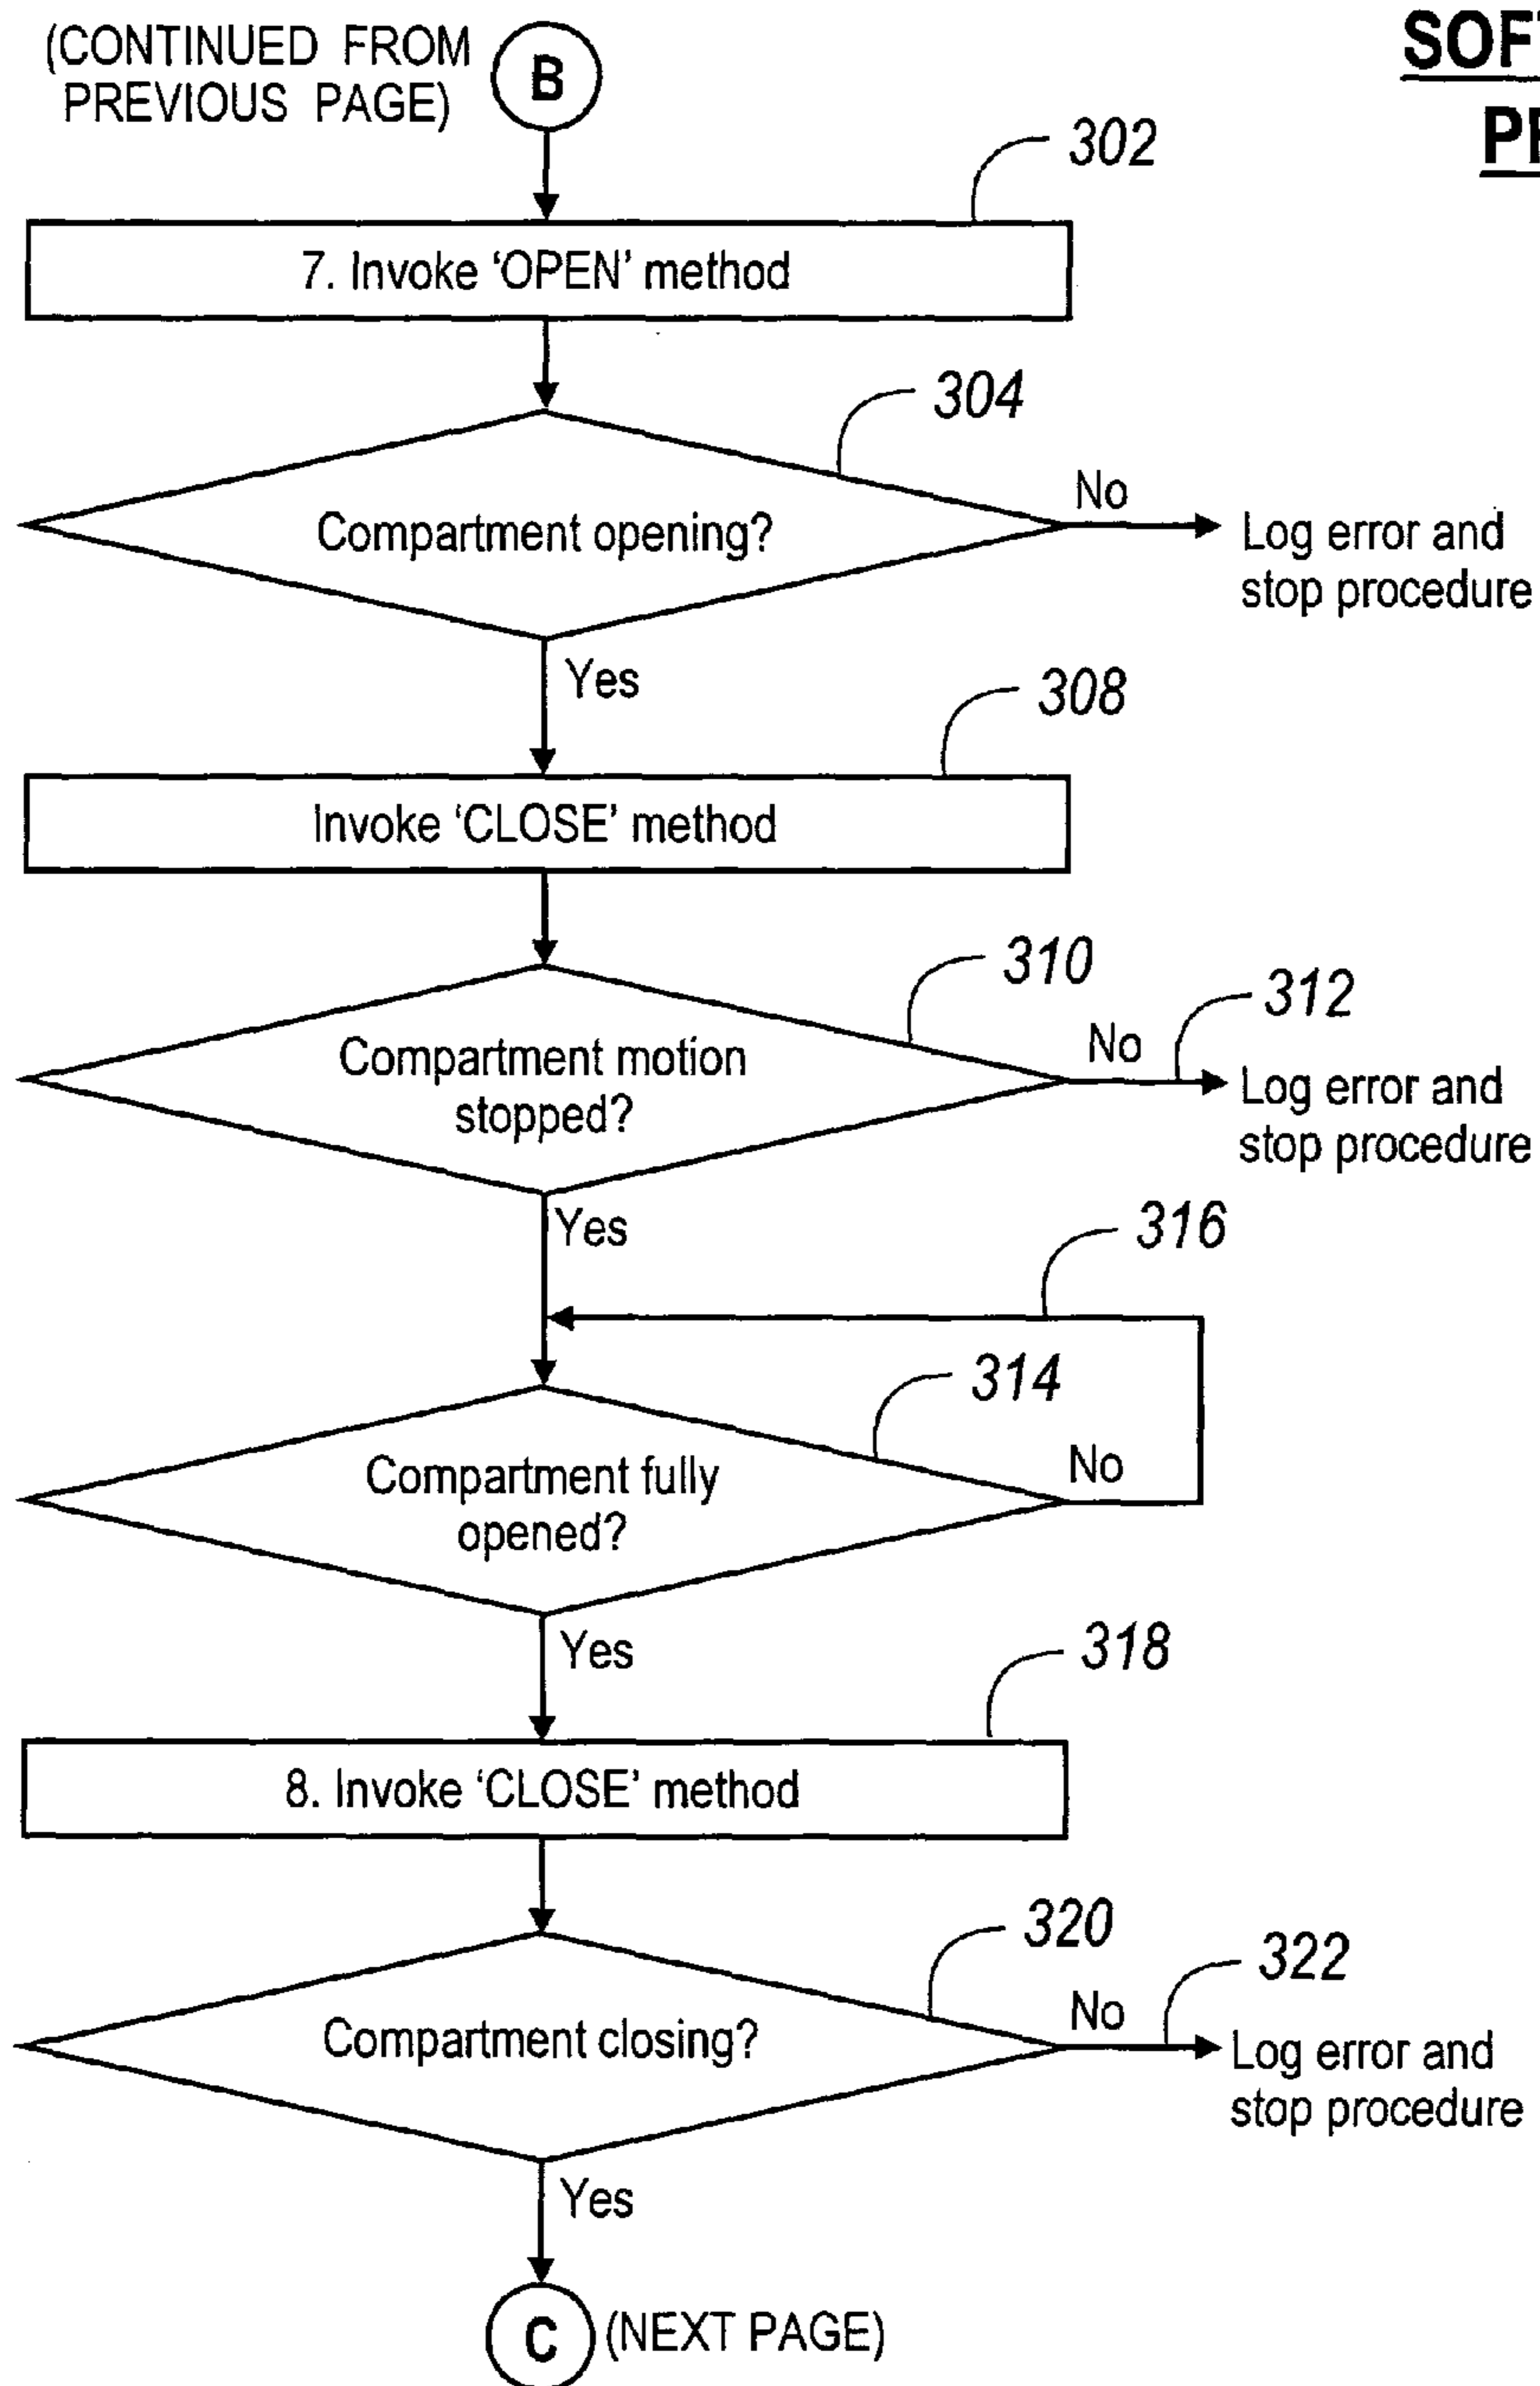 (CONTINUED FROM
PREVIOUS PAGE)
B
302
7. Invoke ‘OPEN’ method
304
Compartment opening?
No
Log error and
stop procedure
Yes
308
Invoke ‘CLOSE’ method
310
312
Compartment motion
stopped?
No
Log error and
stop procedure
Yes
316
314
Compartment fully
opened?
No
Yes
318
8. Invoke ‘CLOSE’ method
320
322
Compartment closing?
No
Log error and
stop procedure
Yes
C
(NEXT PAGE)